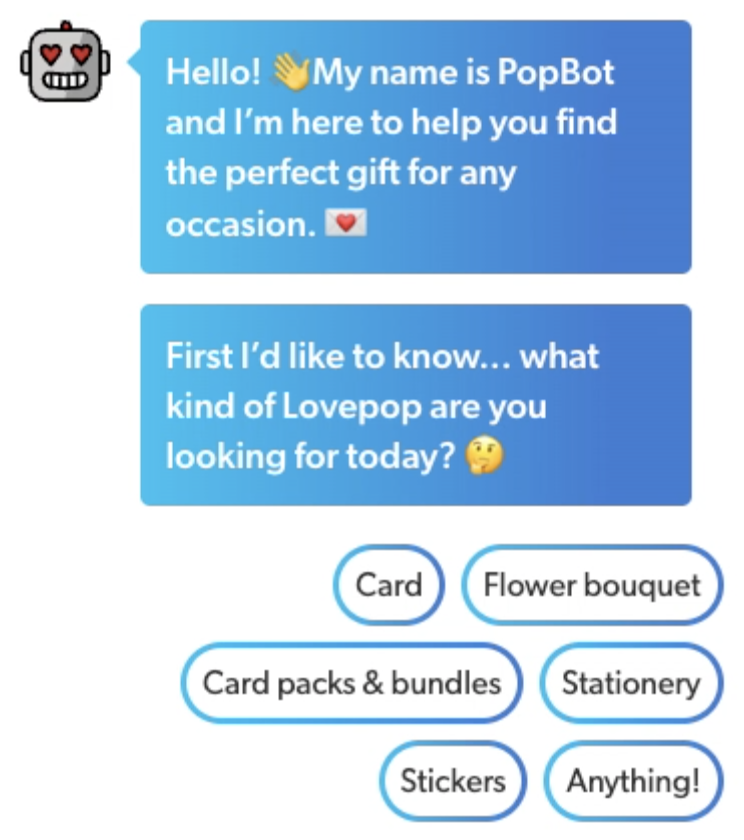 Hello! 👋My name is PopBot
and I'm here to help you find
the perfect gift for any
occasion. 💌
First I'd like to know... what
kind of Lovepop are you
looking for today? 🤔
Card
Flower bouquet
Card packs & bundles
Stationery
Stickers
Anything!